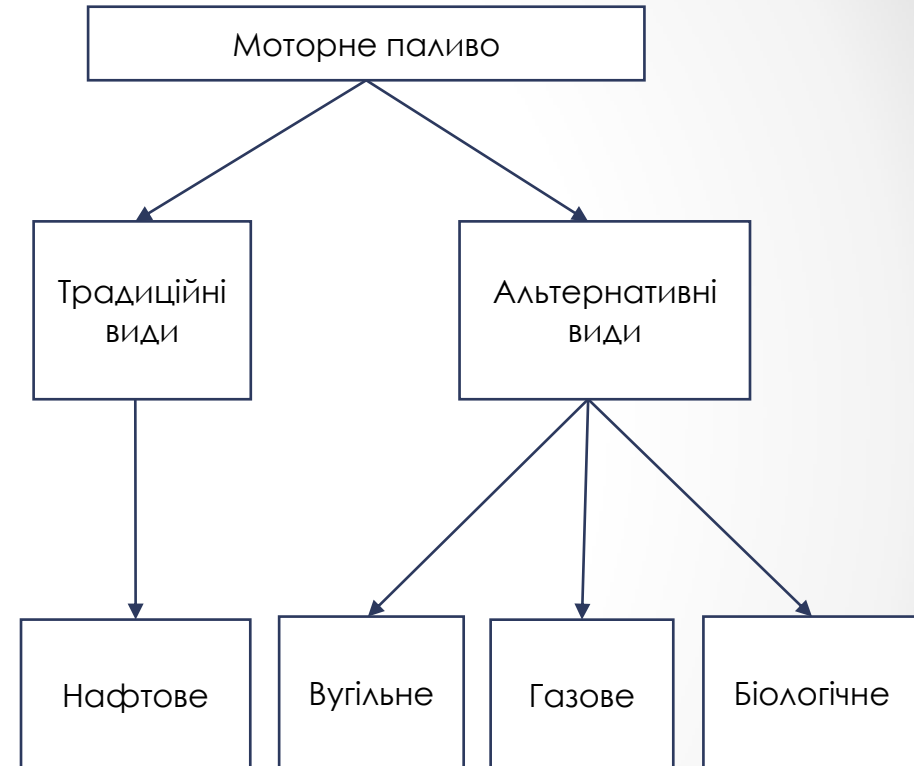 Моторне паливо
Традиційні
види
Альтернативні
види
Нафтове
Вугільне
Газове
Біологічне